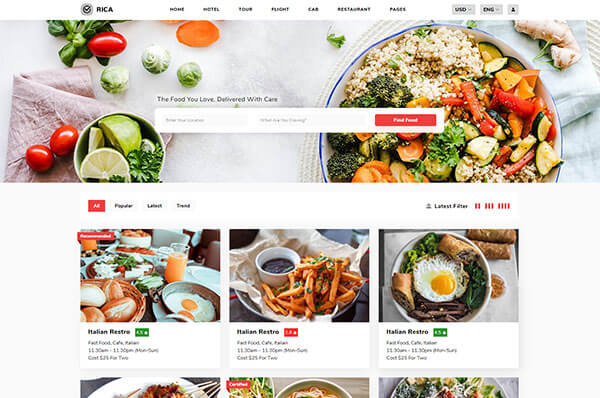 RICA
HOME HOTEL TOUR FLIGHT CAB RESTAURANT PAGES
USD ENG
The Food You Love, Delivered With Care
Enter Your Location What Are You Craving? Find Food
All Popular Latest Trend
Latest Filter
Recommended
Italian Restro 4.5
Fast Food, Cafe, Italian
11.30am - 11.30pm (Mon-Sun)
Cost $25 For Two
Italian Restro
Fast Food, Cafe, Italian
11.30am - 11.30pm (Mon-Sun)
Cost $25 For Two
Italian Restro 4.5
Fast Food, Cafe, Italian
11.30am - 11.30pm (Mon-Sun)
Cost $25 For Two
Certified